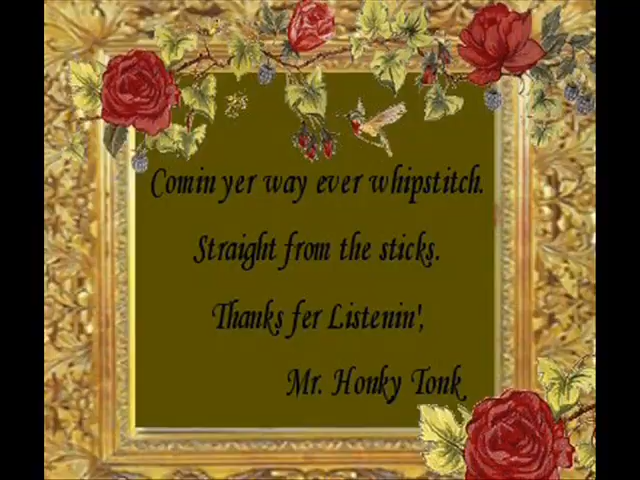 Comin yer way ever whipstitch.
Straight from the sticks.
Thanks fer Listenin',
Mr. Honky Tonk